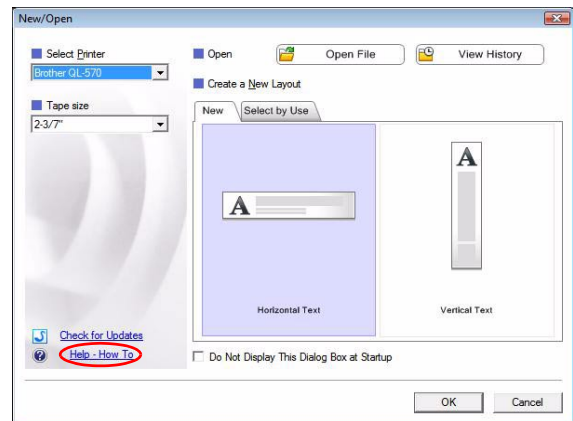 New/Open
Select Printer
Brother QL-570
Tape size
2-3/7"
Open
Open File
View History
Create a New Layout
New
Select by Use
A
Horizontal Text
A
Vertical Text
Check for Updates
Help - How To
Do Not Display This Dialog Box at Startup
OK
Cancel